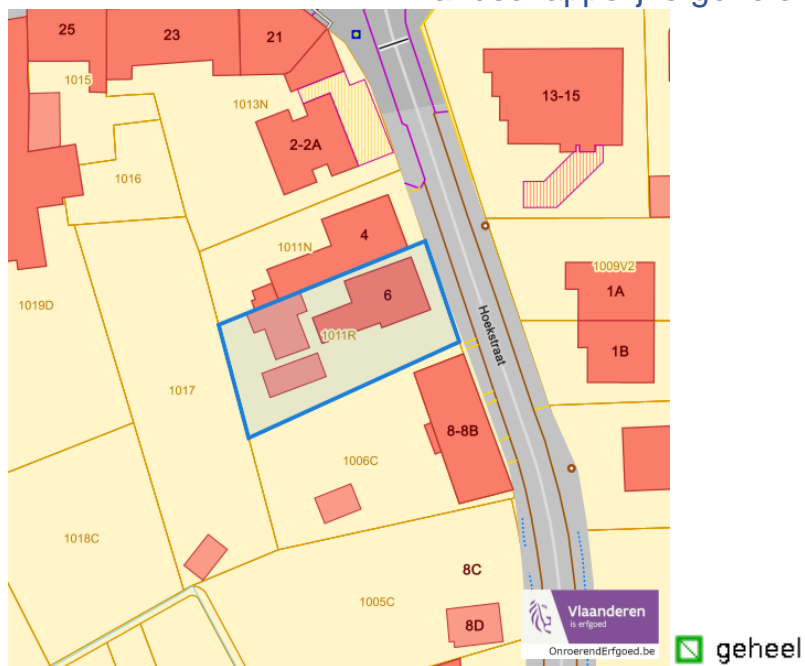 25
23
21
1015
1013N
13-15
2-2A
1016
4
1011N
1009V2
6
1A
1019D
1011R
Hoekstraat
1B
1017
8-8B
1006C
1018C
8C
1005C
8D
Vlaanderen
is erfgoed
OnroerendErfgoed.be
geheel